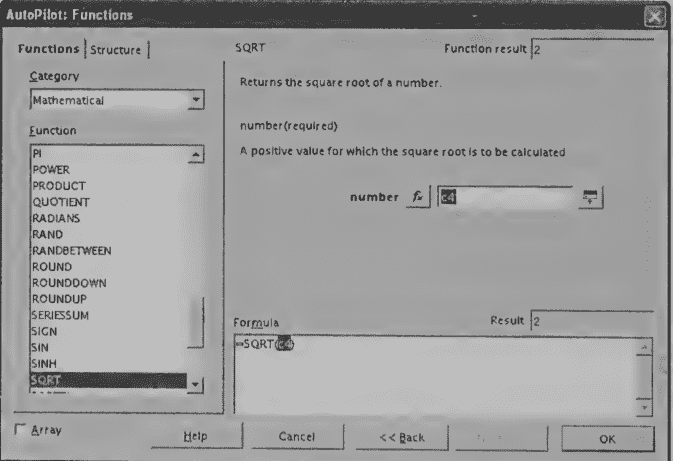 AutoPilot: Functions
Functions Structure
Category
Mathematical
Function
PI
POWER
PRODUCT
QUOTIENT
RADIANS
RAND
RANDBETWEEN
ROUND
ROUNDDOWN
ROUNDUP
SERIESSUM
SIGN
SIN
SINH
SQRT
Array
SQRT
Function result 2
Returns the square root of a number.
number(required)
A positive value for which the square root is to be calculated
number fx c4
Formula
Result 2
=SQRT(c4)
Help
Cancel
<< Back
OK